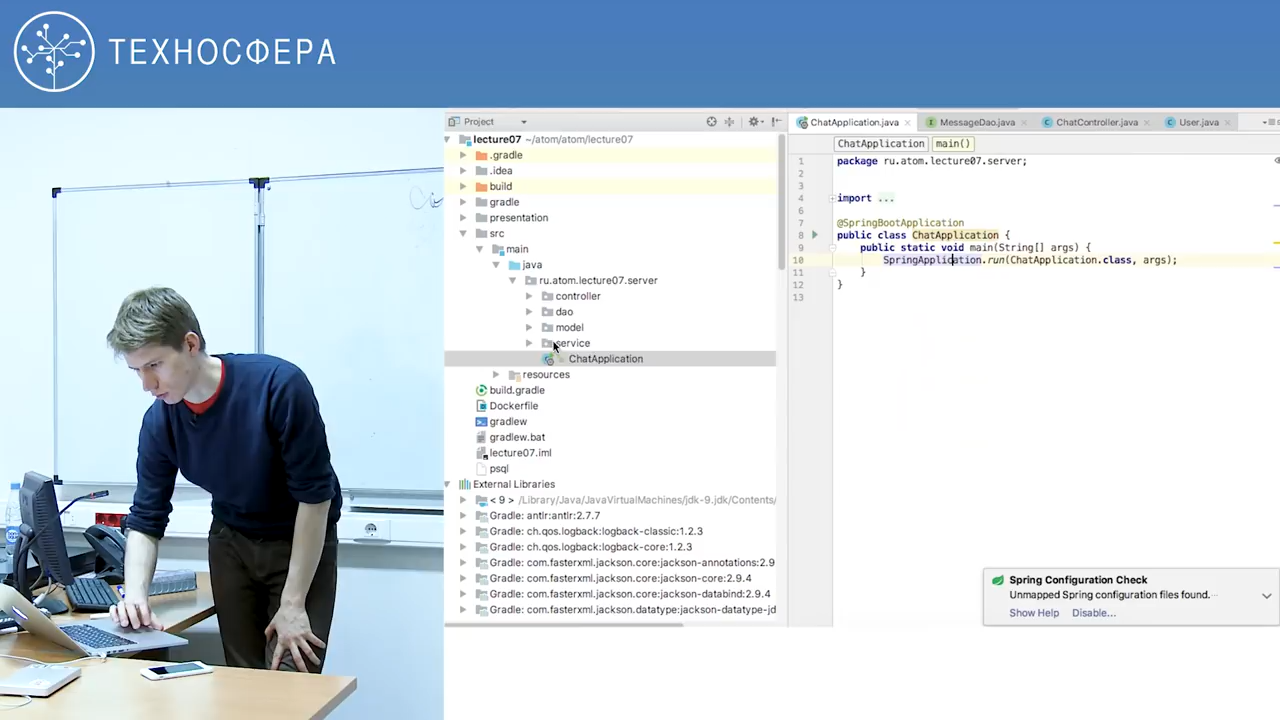 ТЕХНОСФЕРА
Project
lecture07 ~/atom/atom/lecture07
.gradle
.idea
build
gradle
presentation
src
main
java
ru.atom.lecture07.server
controller
dao
model
service
ChatApplication
resources
build.gradle
Dockerfile
gradlew
gradlew.bat
lecture07.iml
psql
External Libraries
< 9 > /Library/Java/JavaVirtualMachines/jdk-9.jdk/Contents/
Gradle: antlr:antlr:2.7.7
Gradle: ch.qos.logback:logback-classic:1.2.3
Gradle: ch.qos.logback:logback-core:1.2.3
Gradle: com.fasterxml.jackson.core:jackson-annotations:2.9
Gradle: com.fasterxml.jackson.core:jackson-core:2.9.4
Gradle: com.fasterxml.jackson.core:jackson-databind:2.9.4
Gradle: com.fasterxml.jackson.datatype:jackson-datatype-jd
ChatApplication.java MessageDao.java ChatController.java User.java
ChatApplication main()
1 package ru.atom.lecture07.server;
2
3
4 import ...
6
7 @SpringBootApplication
8 public class ChatApplication {
9 public static void main(String[] args) {
10 SpringApplication.run(ChatApplication.class, args);
11 }
12 }
13
Spring Configuration Check
Unmapped Spring configuration files found.
Show Help Disable...